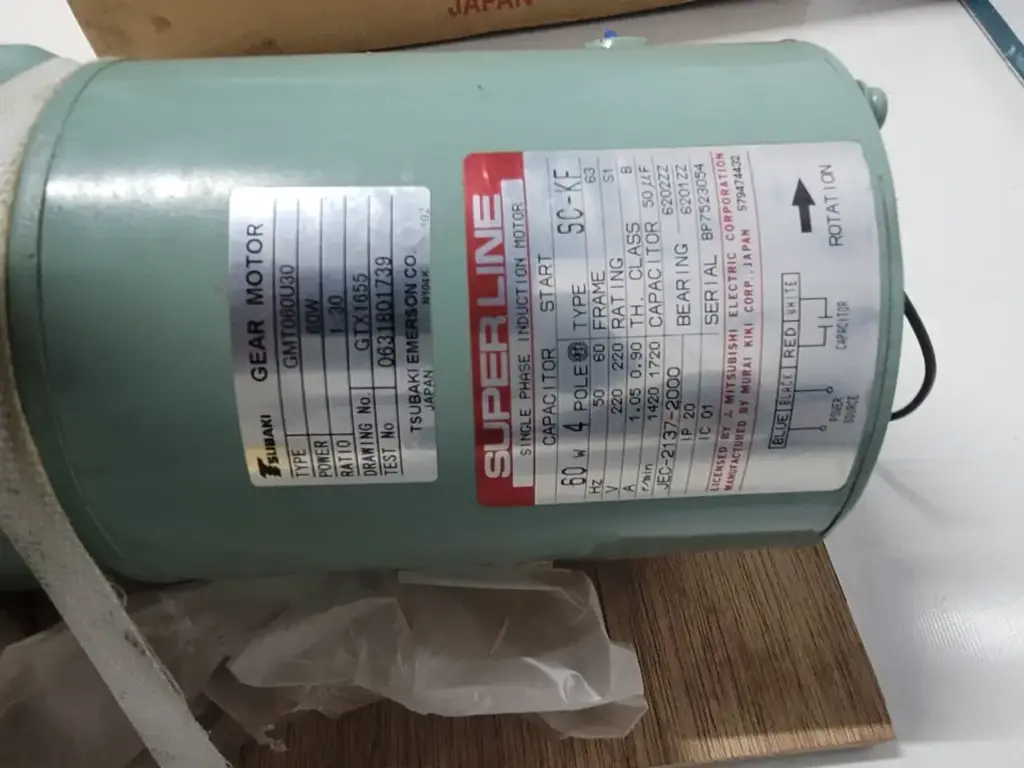 JAPAN
TSUBAKI GEAR MOTOR
TYPE GMT060U30
POWER 60W
RATIO 1 30
DRAWING No. GTX1655
TEST No Q631BD1739
TSUBAKI EMERSON CO.
JAPAN N104K
SUPERLINE
SINGLE PHASE INDUCTION MOTOR
CAPACITOR START
60 W 4 POLE TYPE SC-KF
Hz 50 60 FRAME 63
V 220 220 RATING S1
A 1.05 0.90 TH. CLASS B
r/min 1420 1720 CAPACITOR 50μF
JEC-2137-2000 6202ZZ
IP 20 BEARING 6201ZZ
IC 01 SERIAL BP7523054
LICENSED BY MITSUBISHI ELECTRIC CORPORATION
MANUFACTURED BY MURAI KIKI CORP., JAPAN S79474432
BLUE BLACK RED WHITE
POWER SOURCE CAPACITOR
ROTATION